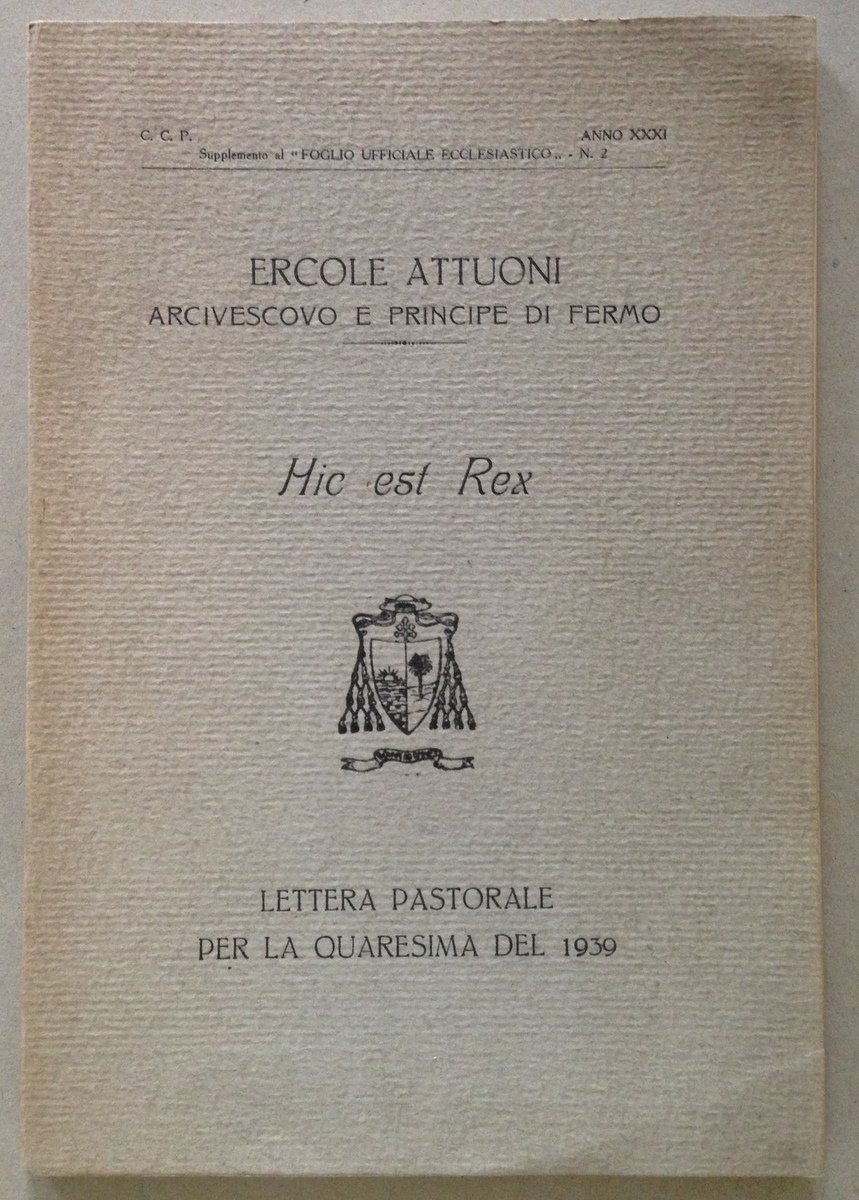 C. C. P. ANNO XXXI
Supplemento al “FOGLIO UFFICIALE ECCLESIASTICO„ - N. 2
ERCOLE ATTUONI
ARCIVESCOVO E PRINCIPE DI FERMO
Hic est Rex
LETTERA PASTORALE
PER LA QUARESIMA DEL 1939